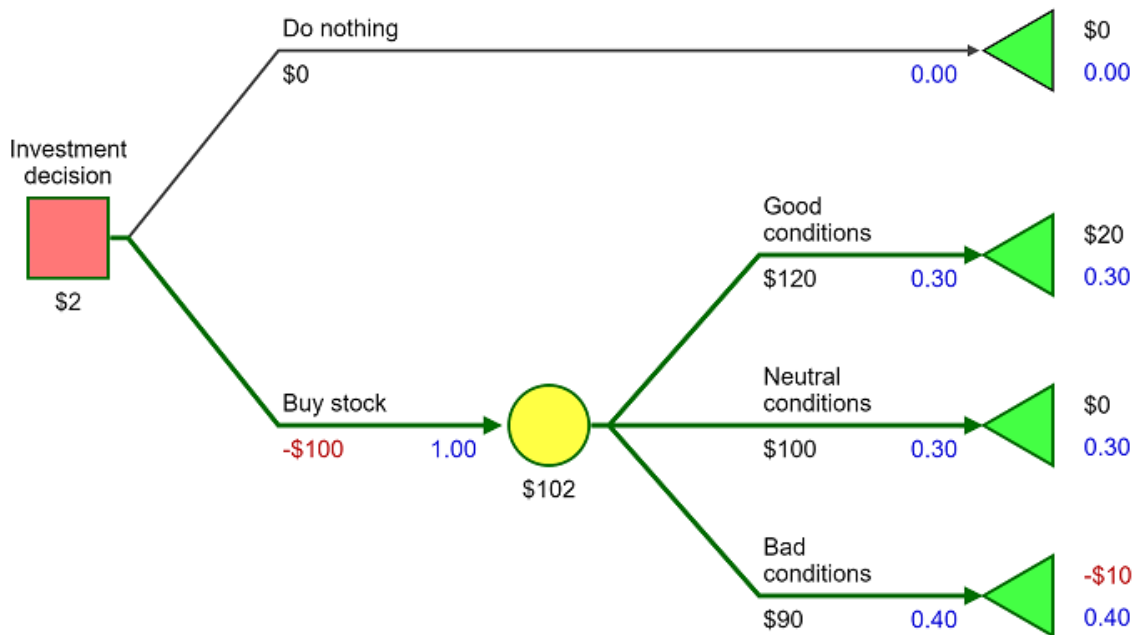 Do nothing
$0
0.00
$0
0.00
Investment
decision
$2
Good
conditions
$120
0.30
$20
0.30
Buy stock
-$100
1.00
$102
Neutral
conditions
$100
0.30
$0
0.30
Bad
conditions
$90
0.40
-$10
0.40